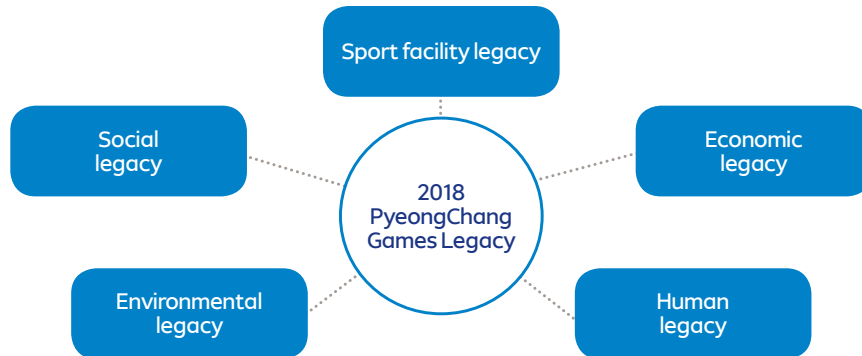 Sport facility legacy
Social
legacy
Economic
legacy
2018
PyeongChang
Games Legacy
Environmental
legacy
Human
legacy